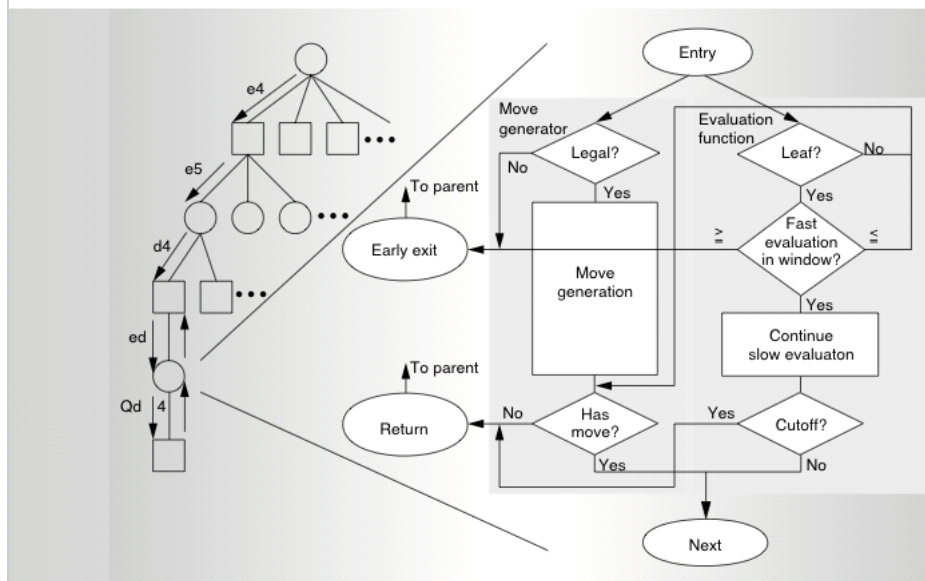 e4
e5
d4
ed
Qd 4
Entry
Move
generator
Evaluation
function
Legal?
Leaf?
No
No
Yes
Yes
To parent
Early exit
≥
Fast
evaluation
in window?
≤
Move
generation
Yes
Continue
slow evaluaton
To parent
Return
No
Has
move?
Yes
Cutoff?
Yes
No
Next